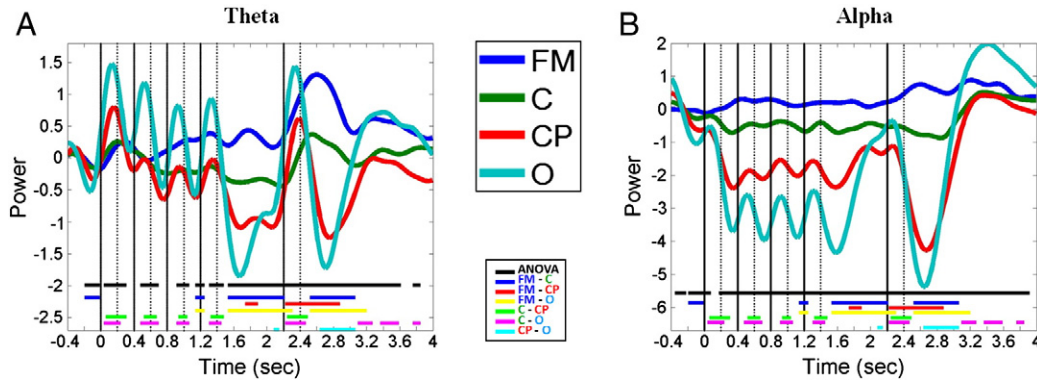 A
Theta
Power
1.5
1
0.5
0
-0.5
-1
-1.5
-2
-2.5
-0.4 0 0.4 0.8 1.2 1.6 2 2.4 2.8 3.2 3.6 4
Time (sec)
FM
C
CP
O
ANOVA
FM - C
FM - CP
FM - O
C - CP
C - O
CP - O
B
Alpha
Power
2
1
0
-1
-2
-3
-4
-5
-6
-0.4 0 0.4 0.8 1.2 1.6 2 2.4 2.8 3.2 3.6 4
Time (sec)